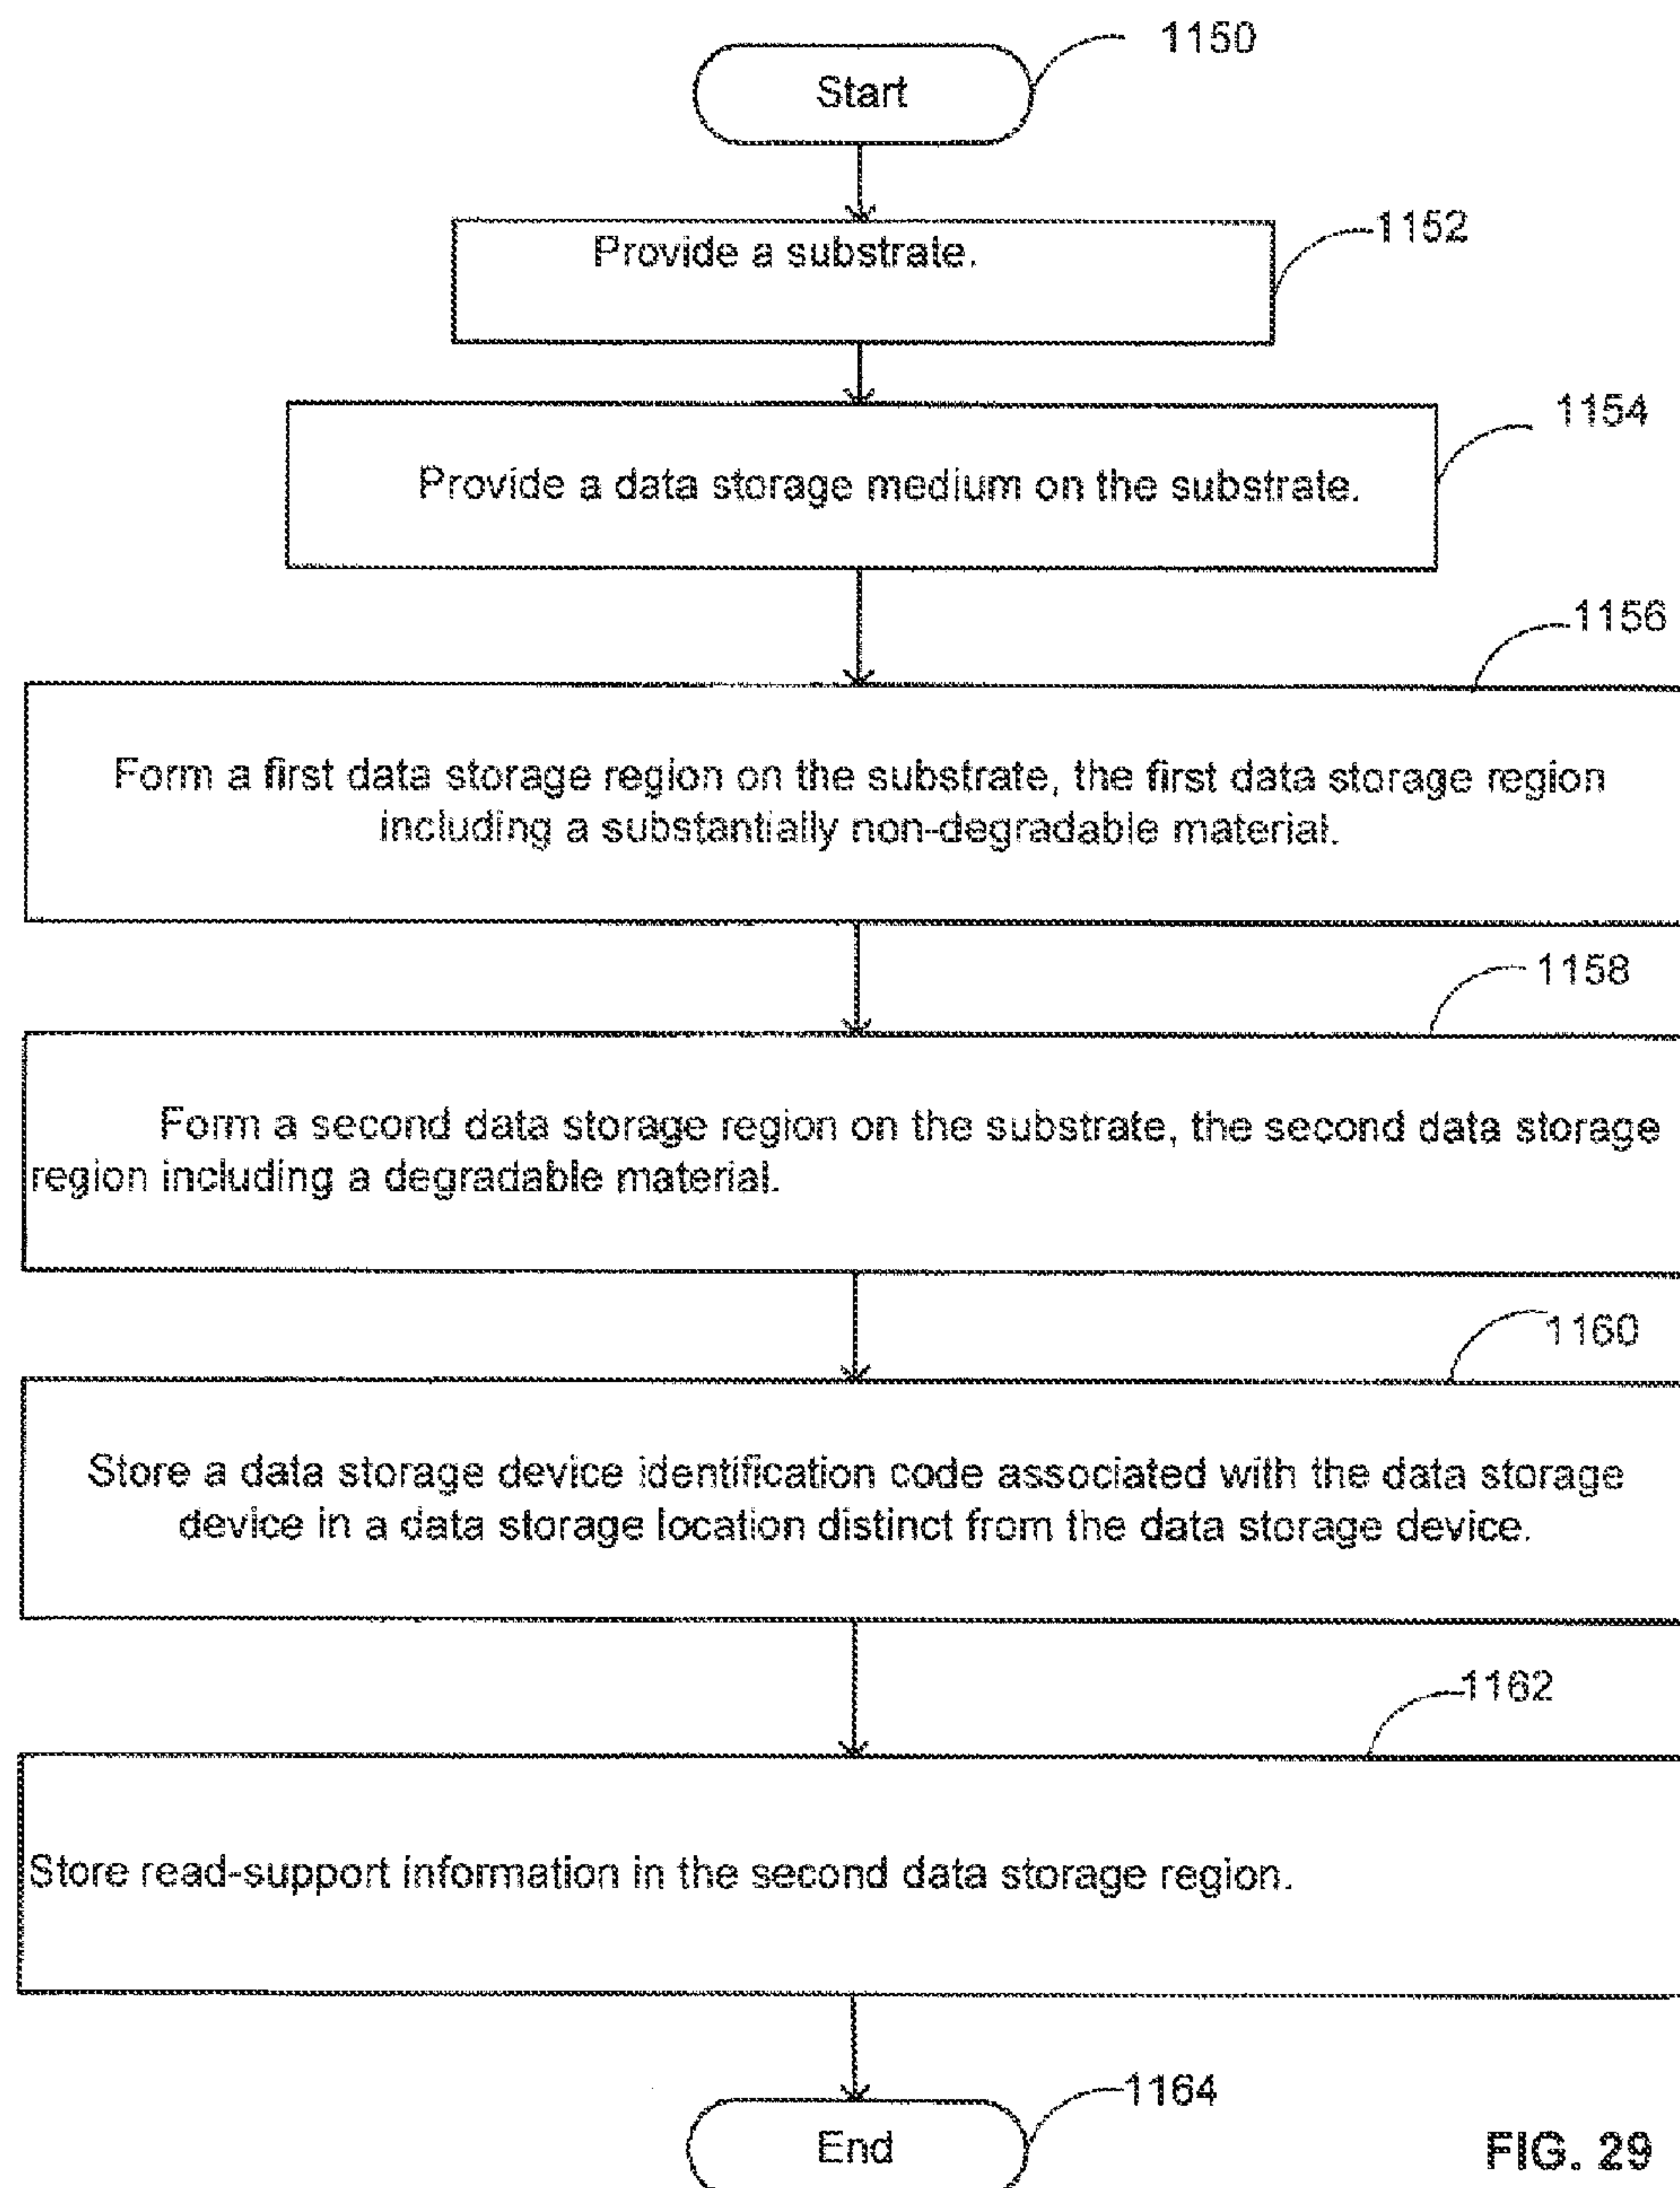 1150
Start
1152
Provide a substrate.
1154
Provide a data storage medium on the substrate.
1156
Form a first data storage region on the substrate, the first data storage region
including a substantially non-degradable material.
1158
Form a second data storage region on the substrate, the second data storage
region including a degradable material.
1160
Store a data storage device identification code associated with the data storage
device in a data storage location distinct from the data storage device.
1162
Store read-support information in the second data storage region.
1164
End
FIG. 29